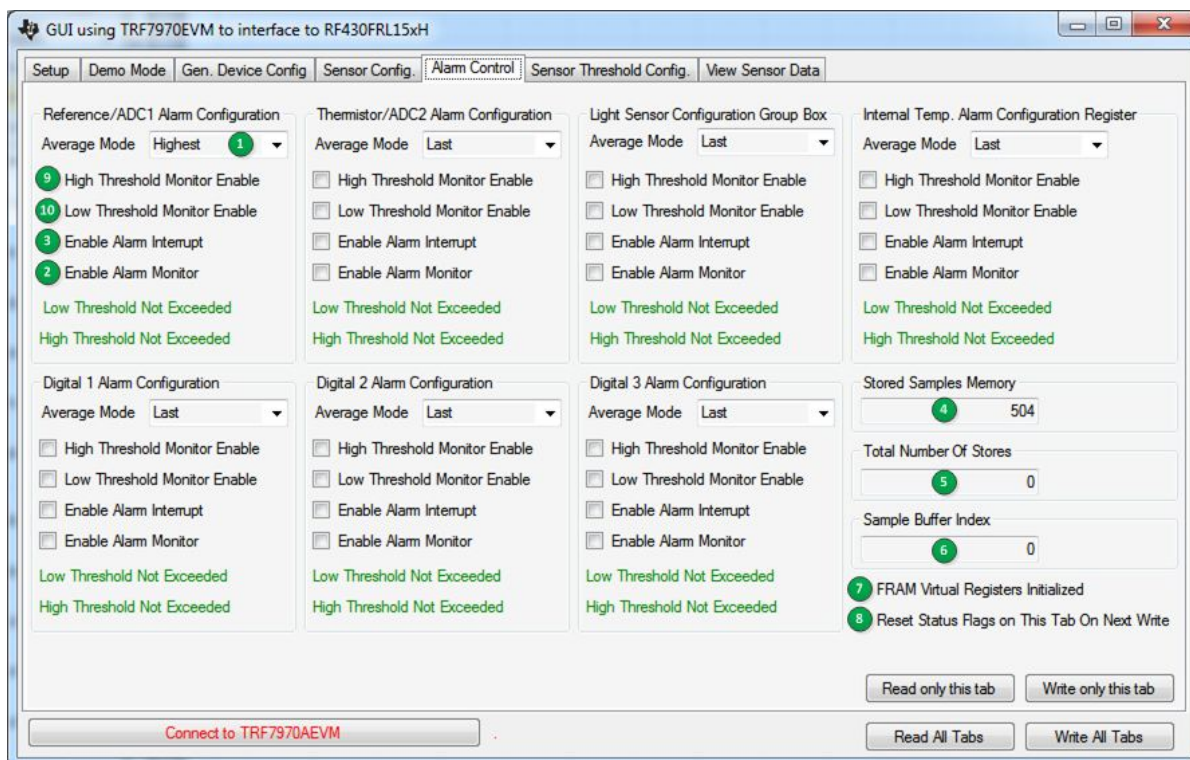 GUI using TRF7970EVM to interface to RF430FRL15xH
Setup Demo Mode Gen. Device Config Sensor Config. Alarm Control Sensor Threshold Config. View Sensor Data
Reference/ADC1 Alarm Configuration
Average Mode Highest 1
9 High Threshold Monitor Enable
10 Low Threshold Monitor Enable
3 Enable Alarm Interrupt
2 Enable Alarm Monitor
Low Threshold Not Exceeded
High Threshold Not Exceeded
Thermistor/ADC2 Alarm Configuration
Average Mode Last
High Threshold Monitor Enable
Low Threshold Monitor Enable
Enable Alarm Interrupt
Enable Alarm Monitor
Low Threshold Not Exceeded
High Threshold Not Exceeded
Light Sensor Configuration Group Box
Average Mode Last
High Threshold Monitor Enable
Low Threshold Monitor Enable
Enable Alarm Interrupt
Enable Alarm Monitor
Low Threshold Not Exceeded
High Threshold Not Exceeded
Internal Temp. Alarm Configuration Register
Average Mode Last
High Threshold Monitor Enable
Low Threshold Monitor Enable
Enable Alarm Interrupt
Enable Alarm Monitor
Low Threshold Not Exceeded
High Threshold Not Exceeded
Digital 1 Alarm Configuration
Average Mode Last
High Threshold Monitor Enable
Low Threshold Monitor Enable
Enable Alarm Interrupt
Enable Alarm Monitor
Low Threshold Not Exceeded
High Threshold Not Exceeded
Digital 2 Alarm Configuration
Average Mode Last
High Threshold Monitor Enable
Low Threshold Monitor Enable
Enable Alarm Interrupt
Enable Alarm Monitor
Low Threshold Not Exceeded
High Threshold Not Exceeded
Digital 3 Alarm Configuration
Average Mode Last
High Threshold Monitor Enable
Low Threshold Monitor Enable
Enable Alarm Interrupt
Enable Alarm Monitor
Low Threshold Not Exceeded
High Threshold Not Exceeded
Stored Samples Memory
4 504
Total Number Of Stores
5 0
Sample Buffer Index
6 0
7 FRAM Virtual Registers Initialized
8 Reset Status Flags on This Tab On Next Write
Read only this tab Write only this tab
Connect to TRF7970AEVM .
Read All Tabs Write All Tabs